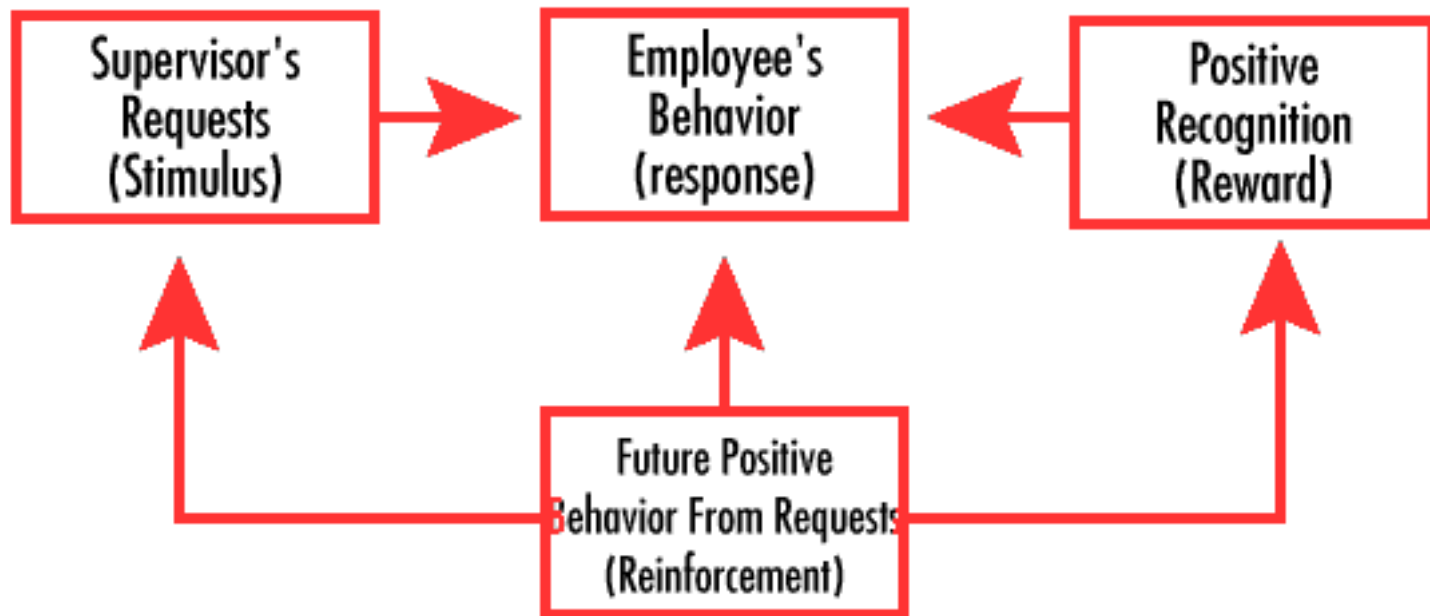 Supervisor's
Requests
(Stimulus)
Employee's
Behavior
(response)
Positive
Recognition
(Reward)
Future Positive
Behavior From Requests
(Reinforcement)